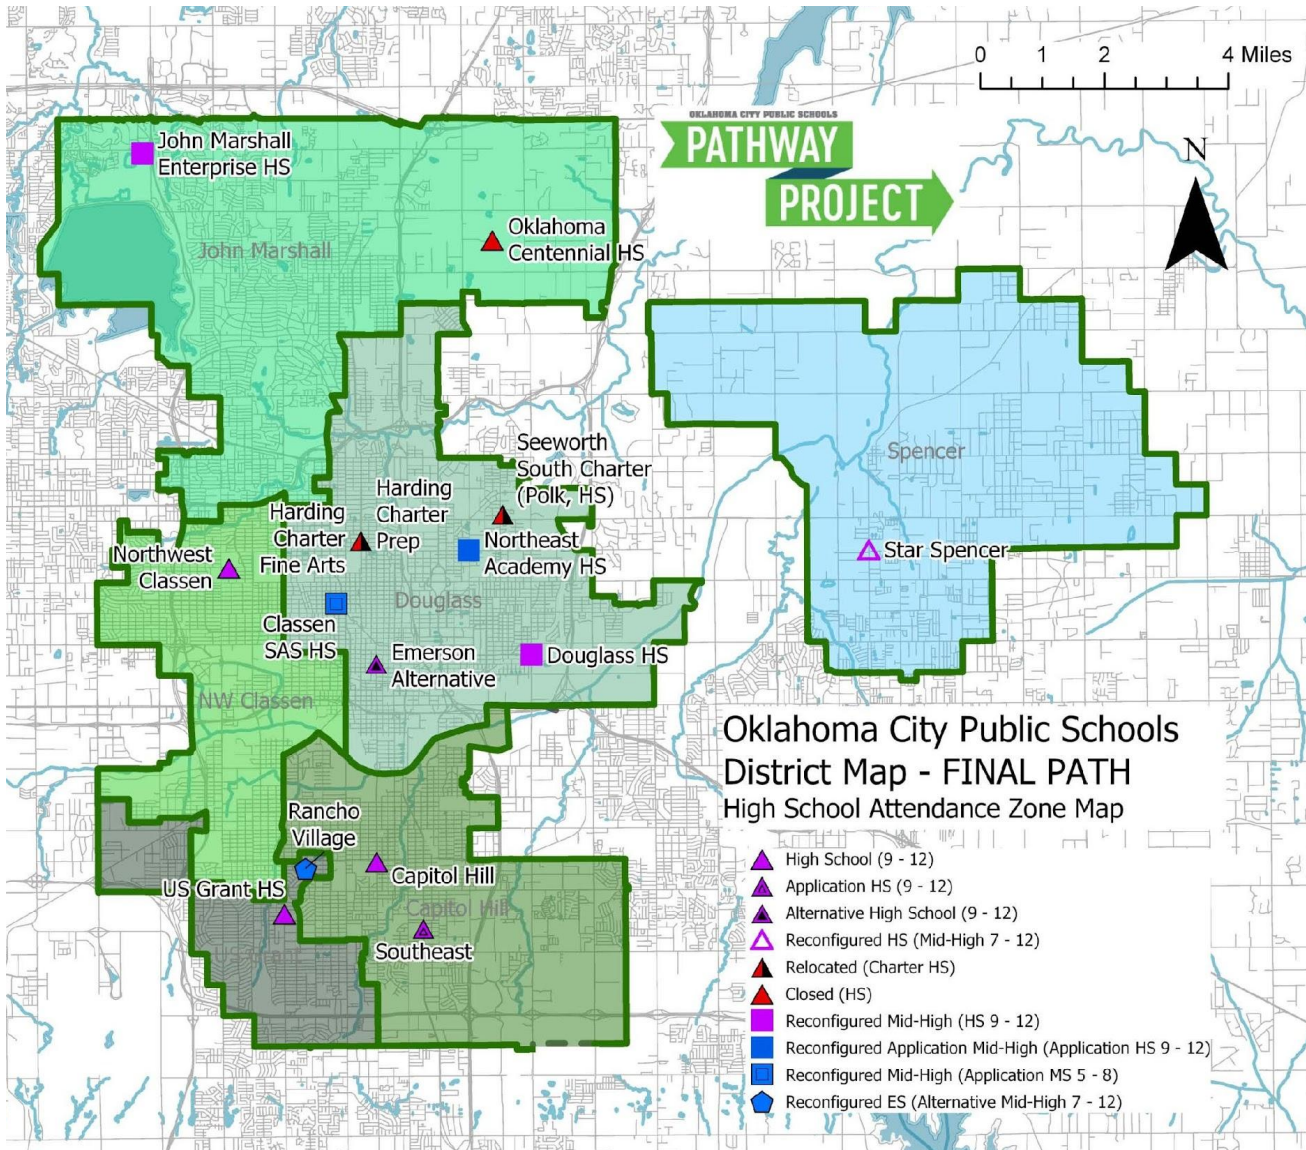 0 1 2 4 Miles
OKLAHOMA CITY PUBLIC SCHOOLS
PATHWAY
PROJECT
N
John Marshall
Enterprise HS
Oklahoma
Centennial HS
John Marshall
Spencer
Star Spencer
Seeworth
South Charter
(Polk, HS)
Harding
Charter
Prep
Harding
Charter
Fine Arts
Northeast
Academy HS
Northwest
Classen
Douglass
Classen
SAS HS
Emerson
Alternative
Douglass HS
NW Classen
Rancho
Village
US Grant HS
Capitol Hill
Capitol Hill
Southeast
Oklahoma City Public Schools
District Map - FINAL PATH
High School Attendance Zone Map
High School (9 - 12)
Application HS (9 - 12)
Alternative High School (9 - 12)
Reconfigured HS (Mid-High 7 - 12)
Relocated (Charter HS)
Closed (HS)
Reconfigured Mid-High (HS 9 - 12)
Reconfigured Application Mid-High (Application HS 9 - 12)
Reconfigured Mid-High (Application MS 5 - 8)
Reconfigured ES (Alternative Mid-High 7 - 12)